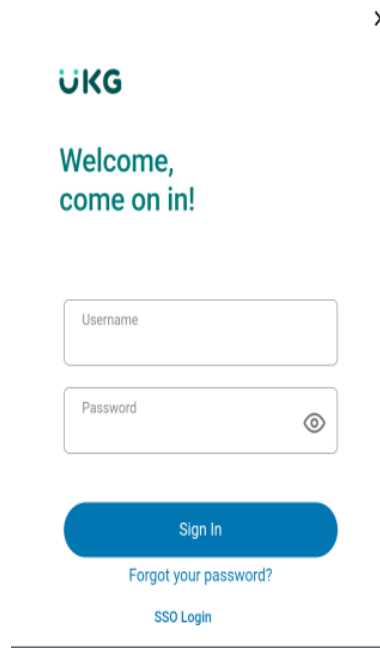 UKG
Welcome,
come on in!
Username
Password
Sign In
Forgot your password?
SSO Login